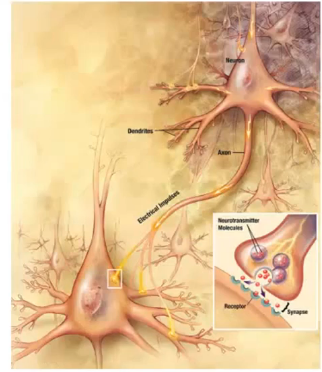 Neuron
Dendrites
Axon
Electrical Impulses
Neurotransmitter
Molecules
Receptor
Synapse